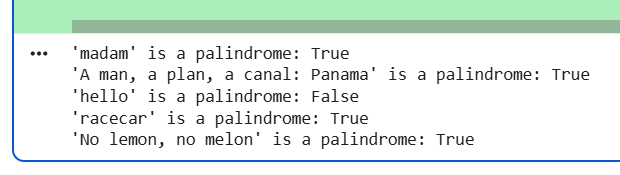 'madam' is a palindrome: True
'A man, a plan, a canal: Panama' is a palindrome: True
'hello' is a palindrome: False
'racecar' is a palindrome: True
'No lemon, no melon' is a palindrome: True